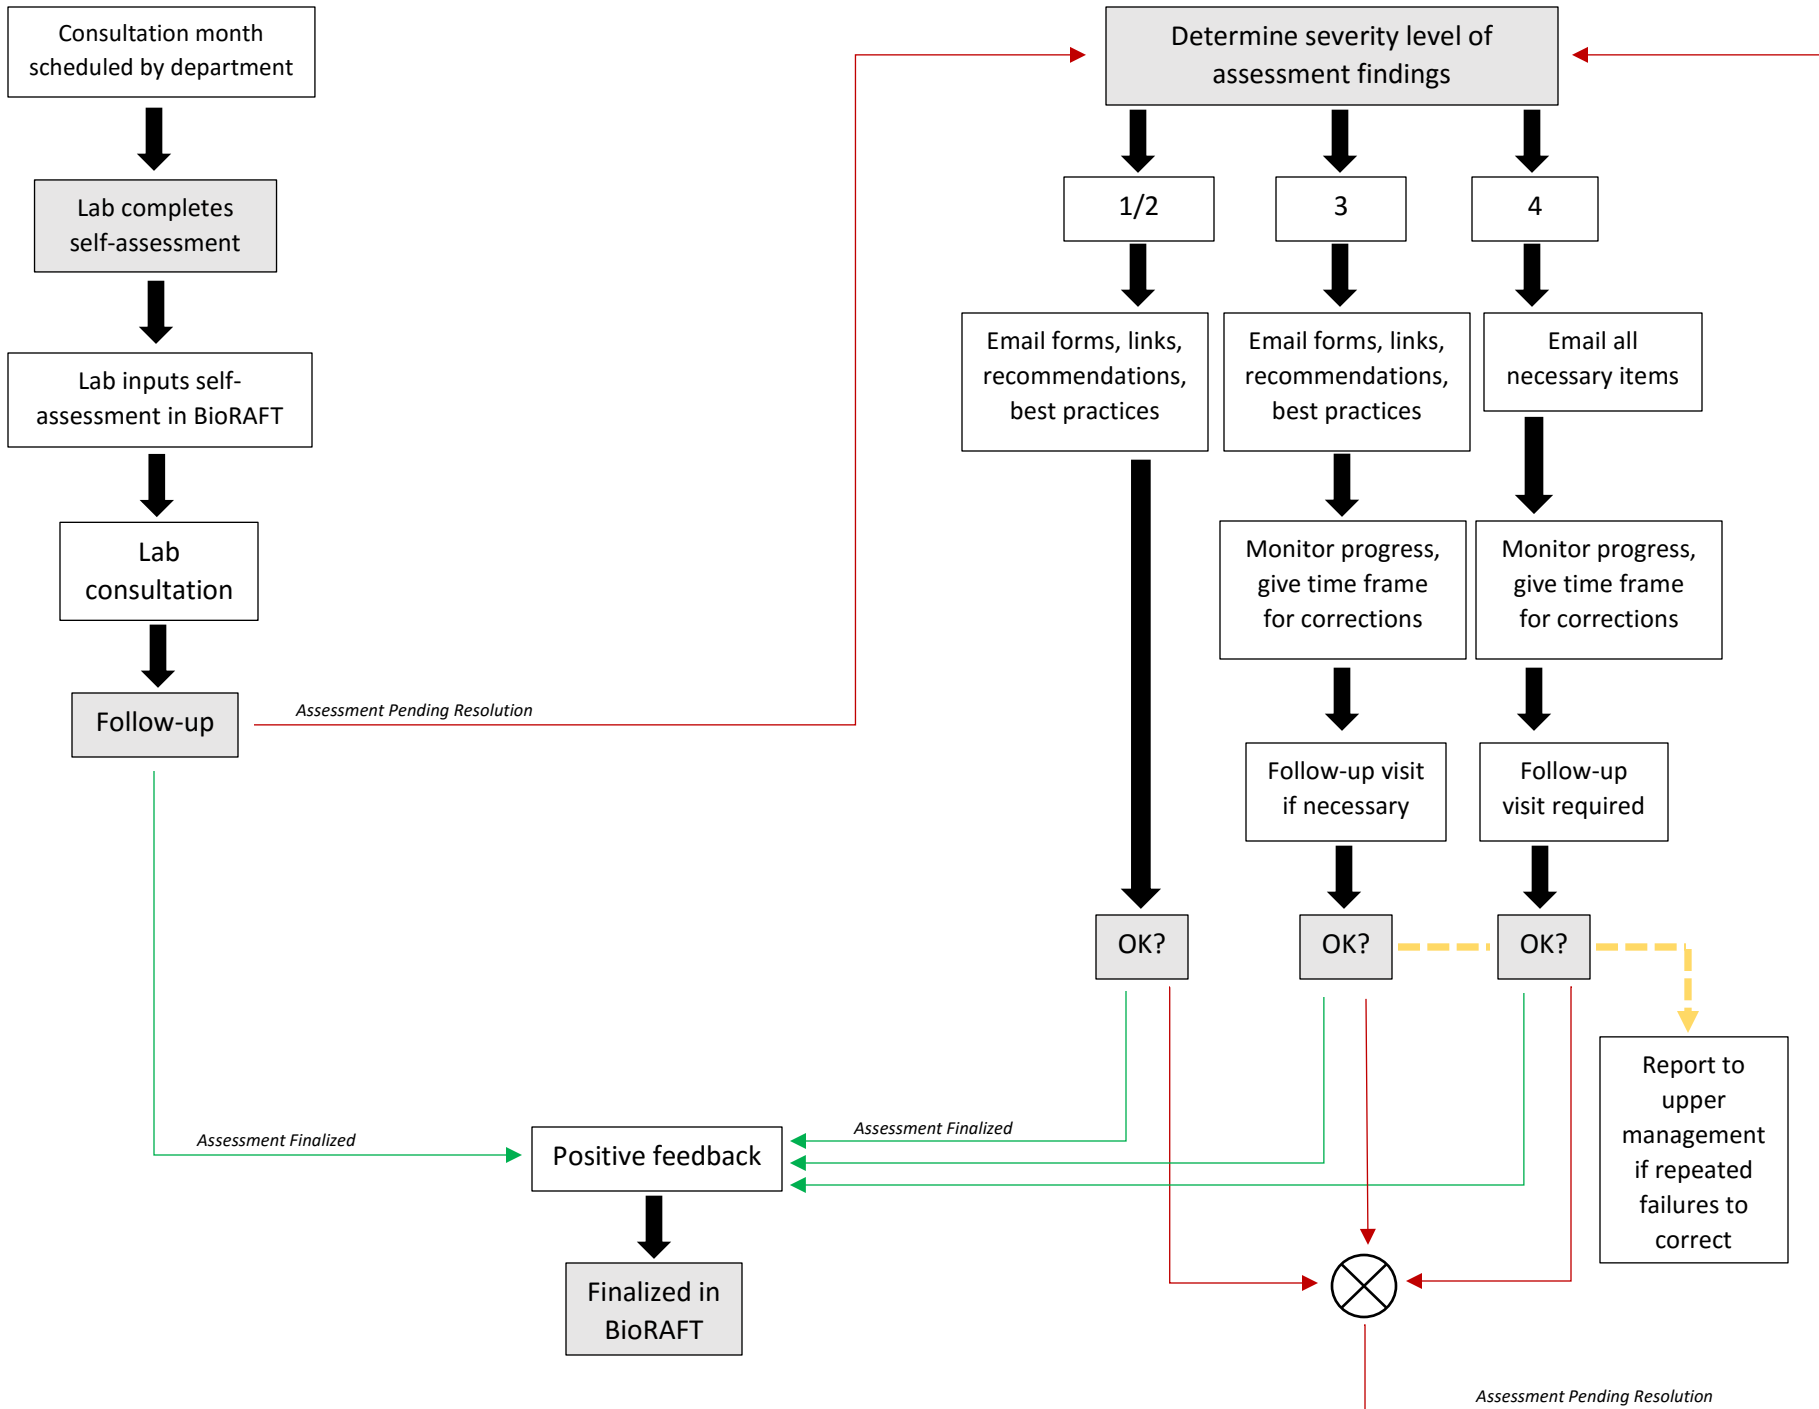 Consultation month
scheduled by department
Lab completes
self-assessment
Lab inputs self-
assessment in BioRAFT
Lab
consultation
Follow-up
Assessment Pending Resolution
Assessment Finalized
Determine severity level of
assessment findings
1/2
3
4
Email forms, links,
recommendations,
best practices
Email forms, links,
recommendations,
best practices
Email all
necessary items
Monitor progress,
give time frame
for corrections
Monitor progress,
give time frame
for corrections
Follow-up visit
if necessary
Follow-up
visit required
OK?
OK?
OK?
Report to
upper
management
if repeated
failures to
correct
Assessment Finalized
Positive feedback
Finalized in
BioRAFT
Assessment Pending Resolution